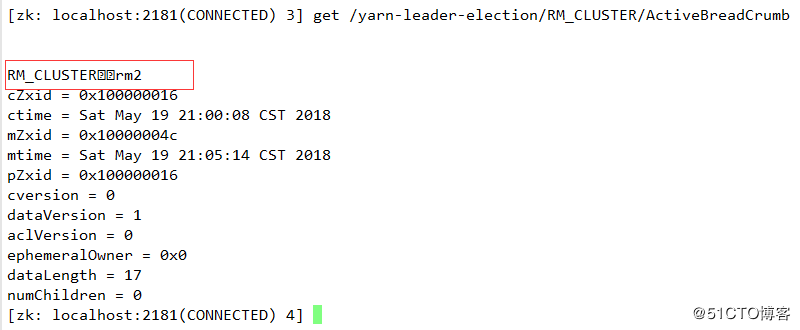 [zk: localhost:2181(CONNECTED) 3] get /yarn-leader-election/RM_CLUSTER/ActiveBreadCrumb
RM_CLUSTER􏿿􏿿rm2
cZxid = 0x100000016
ctime = Sat May 19 21:00:08 CST 2018
mZxid = 0x10000004c
mtime = Sat May 19 21:05:14 CST 2018
pZxid = 0x100000016
cversion = 0
dataVersion = 1
aclVersion = 0
ephemeralOwner = 0x0
dataLength = 17
numChildren = 0
[zk: localhost:2181(CONNECTED) 4]
@51CTO博客